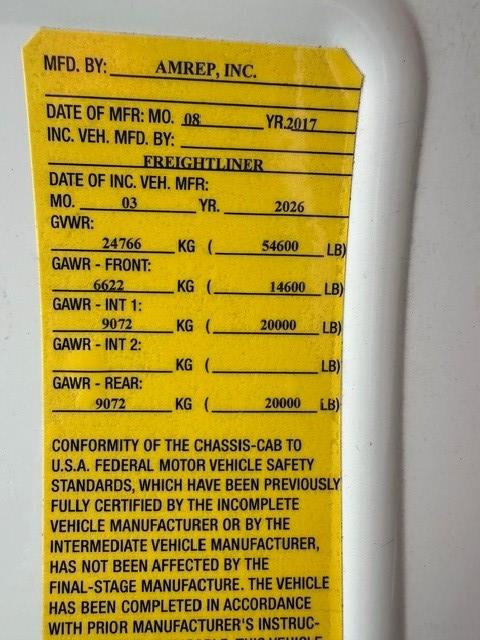 MFD. BY: AMREP, INC.
DATE OF MFR: MO. 08 YR. 2017
INC. VEH. MFD. BY:
FREIGHTLINER
DATE OF INC. VEH. MFR:
MO. 03 YR. 2026
GVWR:
24766 KG ( 54600 LB)
GAWR - FRONT:
6622 KG ( 14600 LB)
GAWR - INT 1:
9072 KG ( 20000 LB)
GAWR - INT 2:
KG ( LB)
GAWR - REAR:
9072 KG ( 20000 LB)
CONFORMITY OF THE CHASSIS-CAB TO
U.S.A. FEDERAL MOTOR VEHICLE SAFETY
STANDARDS, WHICH HAVE BEEN PREVIOUSLY
FULLY CERTIFIED BY THE INCOMPLETE
VEHICLE MANUFACTURER OR BY THE
INTERMEDIATE VEHICLE MANUFACTURER,
HAS NOT BEEN AFFECTED BY THE
FINAL-STAGE MANUFACTURE. THE VEHICLE
HAS BEEN COMPLETED IN ACCORDANCE
WITH PRIOR MANUFACTURER'S INSTRUC-